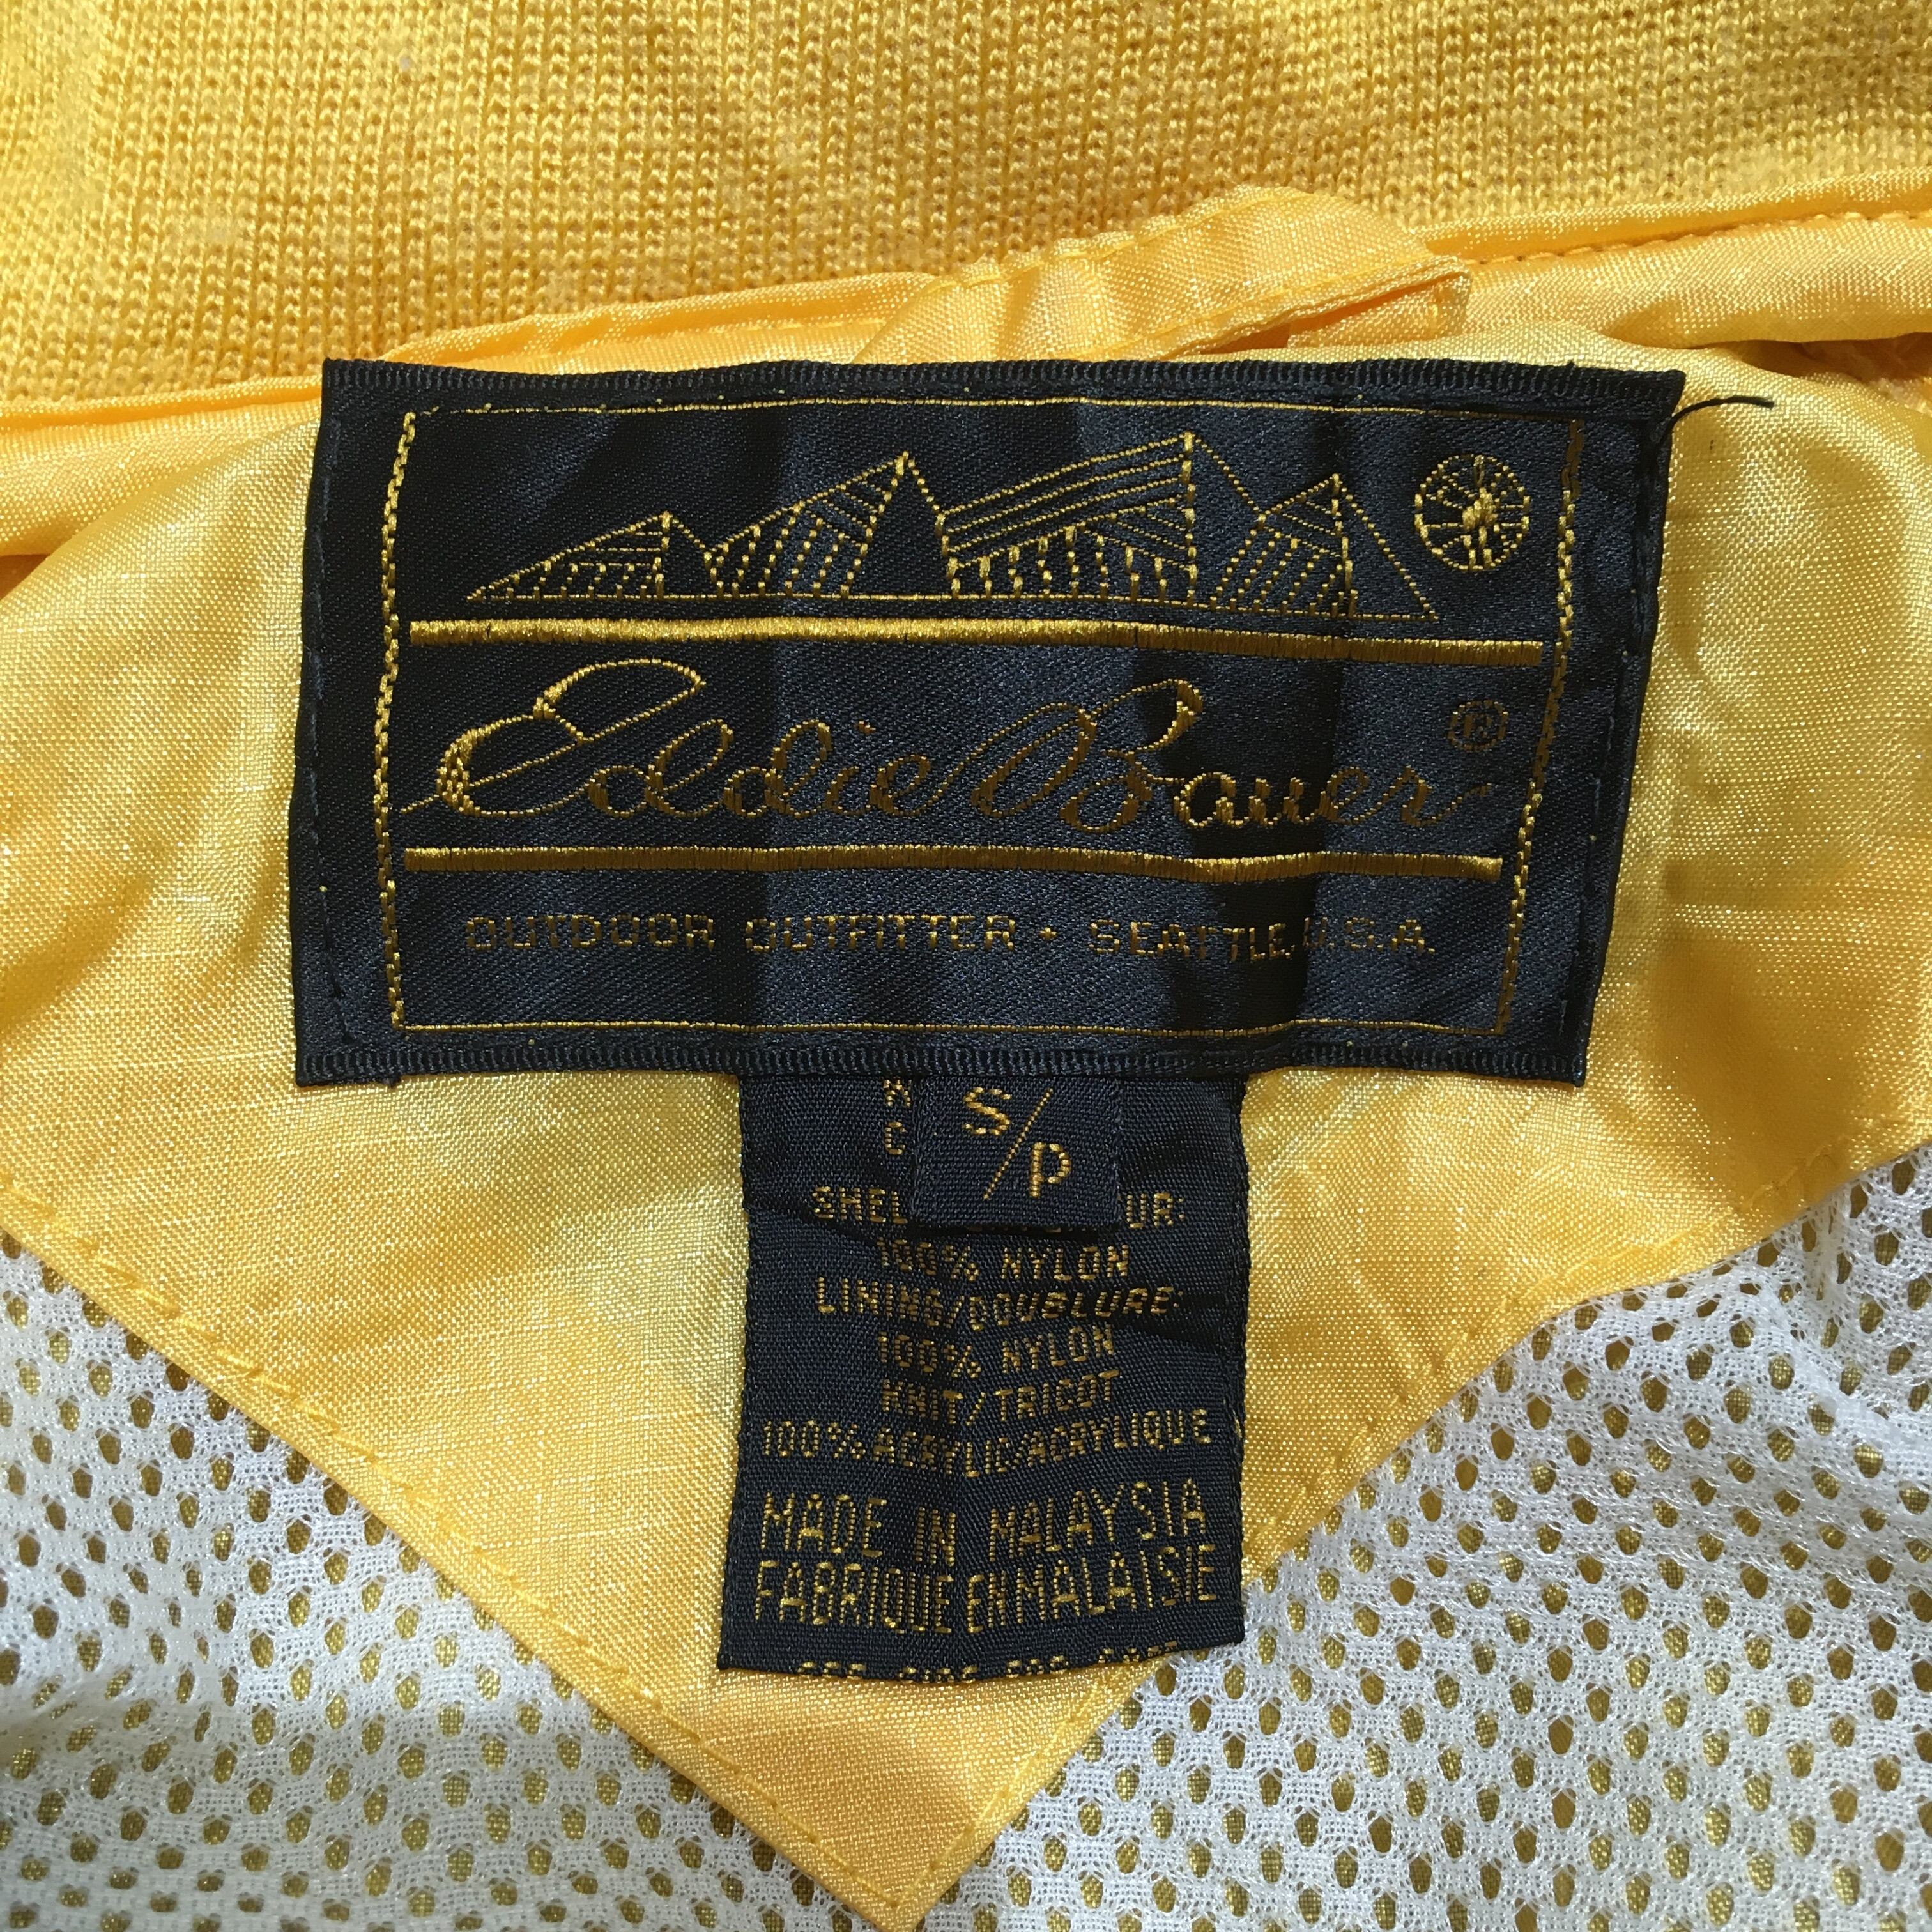 Eddie Bauer®
OUTDOOR OUTFITTER • SEATTLE, U.S.A.
S/P
100% NYLON
LINING/DOUBLURE:
100% NYLON
KNIT/TRICOT
100% ACRYLIC/ACRYLIQUE
MADE IN MALAYSIA
FABRIQUE EN MALAISIE